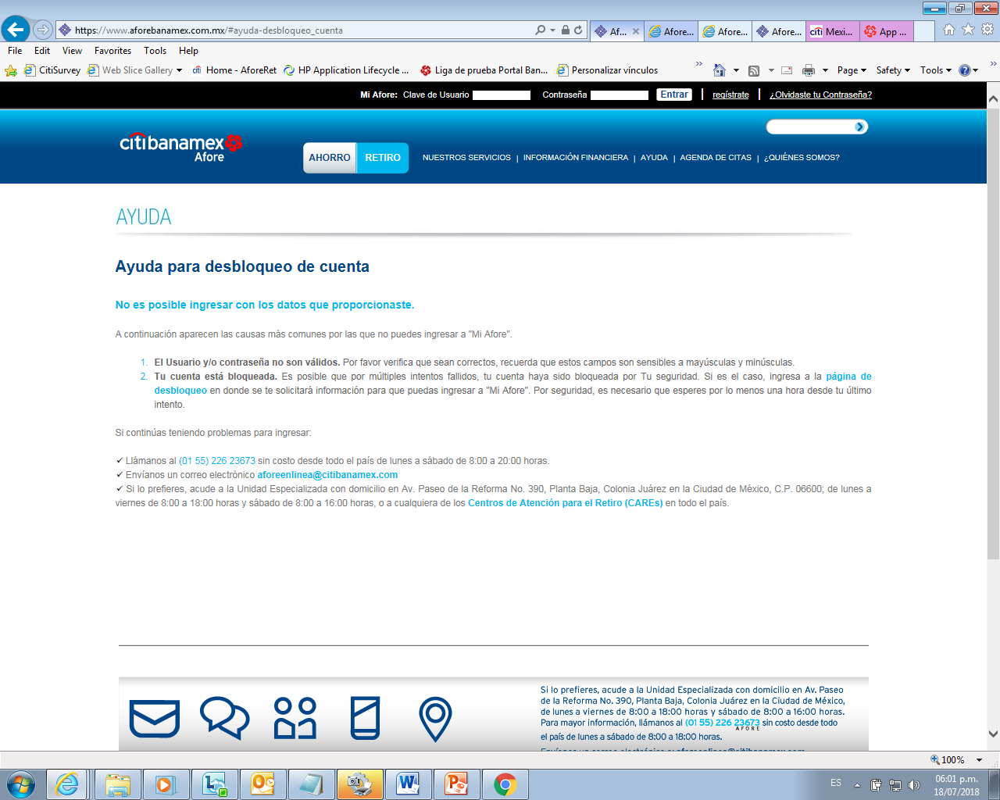 https://www.aforebanamex.com.mx/#ayuda-desbloqueo_cuenta
Af...
Afore...
Afore...
Afore...
citi Mexi...
App ...
File Edit View Favorites Tools Help
CitiSurvey Web Slice Gallery citi Home - AforeRet HP Application Lifecycle ... Liga de prueba Portal Ban... Personalizar vínculos » Page Safety Tools »
Mi Afore: Clave de Usuario Contraseña Entrar | regístrate | ¿Olvidaste tu Contraseña?
citibanamex
Afore
AHORRO RETIRO NUESTROS SERVICIOS | INFORMACIÓN FINANCIERA | AYUDA | AGENDA DE CITAS | ¿QUIÉNES SOMOS?
AYUDA
Ayuda para desbloqueo de cuenta
No es posible ingresar con los datos que proporcionaste.
A continuación aparecen las causas más comunes por las que no puedes ingresar a "Mi Afore".
1. El Usuario y/o contraseña no son válidos. Por favor verifica que sean correctos, recuerda que estos campos son sensibles a mayúsculas y minúsculas.
2. Tu cuenta está bloqueada. Es posible que por múltiples intentos fallidos, tu cuenta haya sido bloqueada por Tu seguridad. Si es el caso, ingresa a la página de
desbloqueo en donde se te solicitará información para que puedas ingresar a "Mi Afore". Por seguridad, es necesario que esperes por lo menos una hora desde tu último
intento.
Si continúas teniendo problemas para ingresar:
✓ Llámanos al (01 55) 226 23673 sin costo desde todo el país de lunes a sábado de 8:00 a 20:00 horas.
✓ Envíanos un correo electrónico aforeenlinea@citibanamex.com
✓ Si lo prefieres, acude a la Unidad Especializada con domicilio en Av. Paseo de la Reforma No. 390, Planta Baja, Colonia Juárez en la Ciudad de México, C.P. 06600; de lunes a
viernes de 8:00 a 18:00 horas y sábado de 8:00 a 16:00 horas, o a cualquiera de los Centros de Atención para el Retiro (CAREs) en todo el país.
Si lo prefieres, acude a la Unidad Especializada con domicilio en Av. Paseo
de la Reforma No. 390, Planta Baja, Colonia Juárez en la Ciudad de México,
de lunes a viernes de 8:00 a 18:00 horas y sábado de 8:00 a 16:00 horas.
Para mayor información, llámanos al (01 55) 226 23673 sin costo desde todo
AFORE
el país de lunes a sábado de 8:00 a 18:00 horas.
Envíanos un correo electrónico a: aforeenlinea@citibanamex.com
100%
ES
06:01 p.m.
18/07/2018